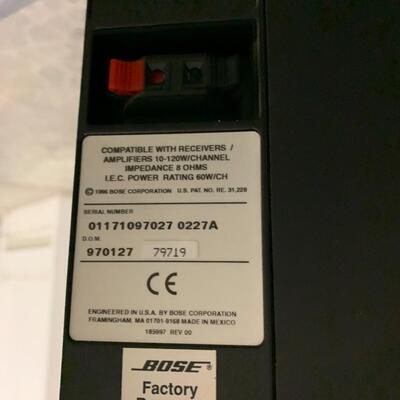 COMPATIBLE WITH RECEIVERS /
AMPLIFIERS 10-120W/CHANNEL
IMPEDANCE 8 OHMS
I.E.C. POWER RATING 60W/CH
© 1996 BOSE CORPORATION U.S. PAT. NO. RE. 31,228
SERIAL NUMBER
01171097027 0227A
D.O.M.
970127 79719
CE
ENGINEERED IN U.S.A. BY BOSE CORPORATION
FRAMINGHAM, MA 01701-9168 MADE IN MEXICO
185997 REV 00
BOSE ®
Factory